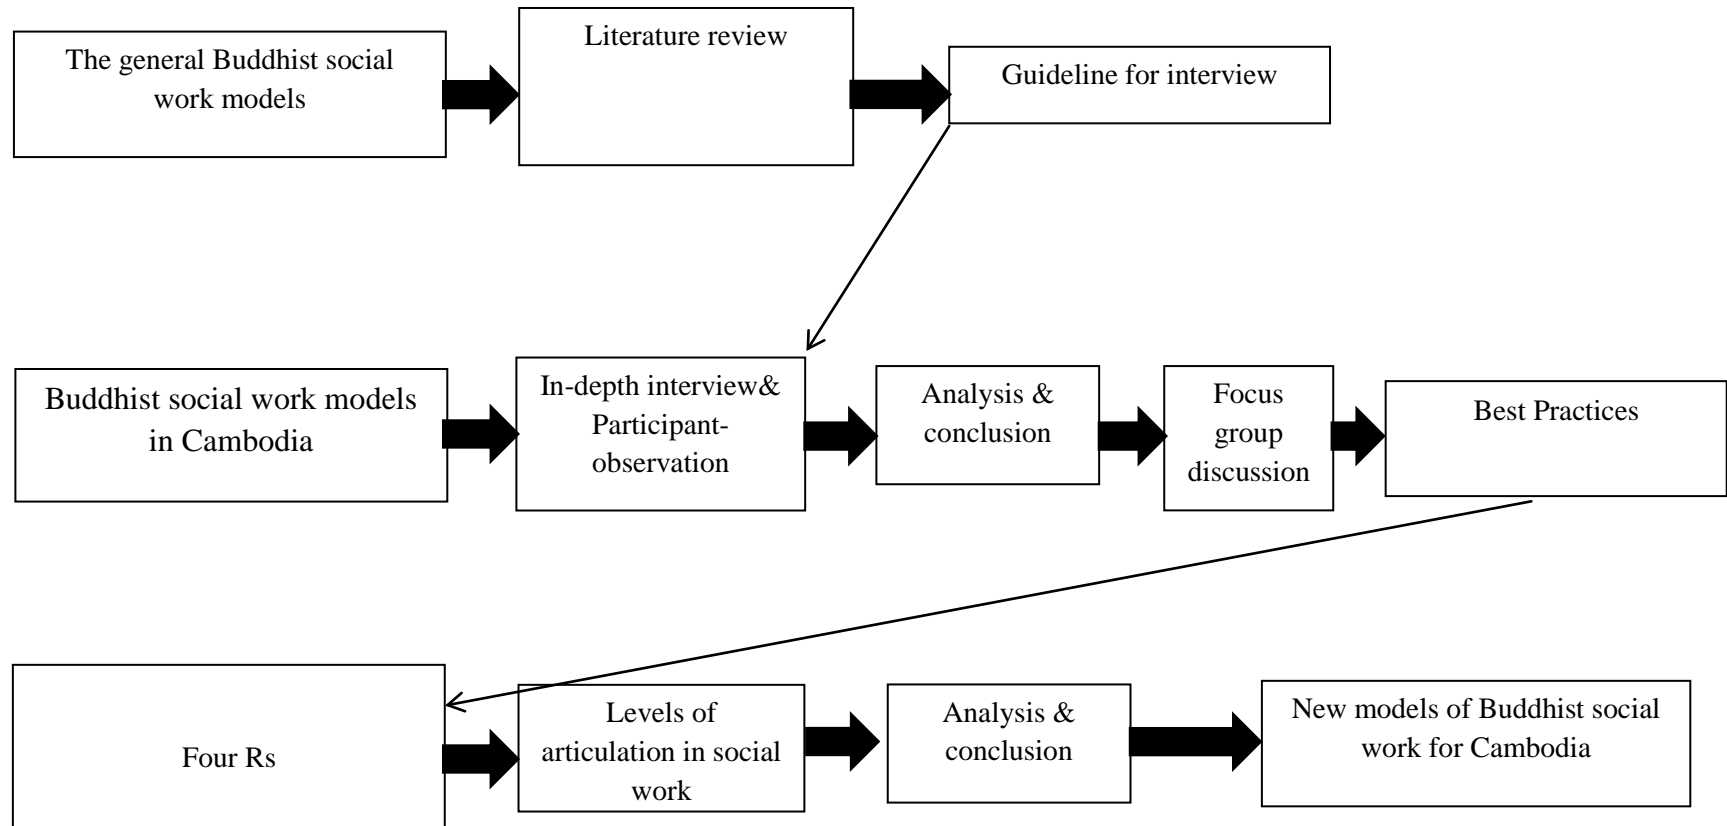 The general Buddhist social
work models
Literature review
Guideline for interview
Buddhist social work models
in Cambodia
In-depth interview&
Participant-
observation
Analysis &
conclusion
Focus
group
discussion
Best Practices
Four Rs
Levels of
articulation in social
work
Analysis &
conclusion
New models of Buddhist social
work for Cambodia